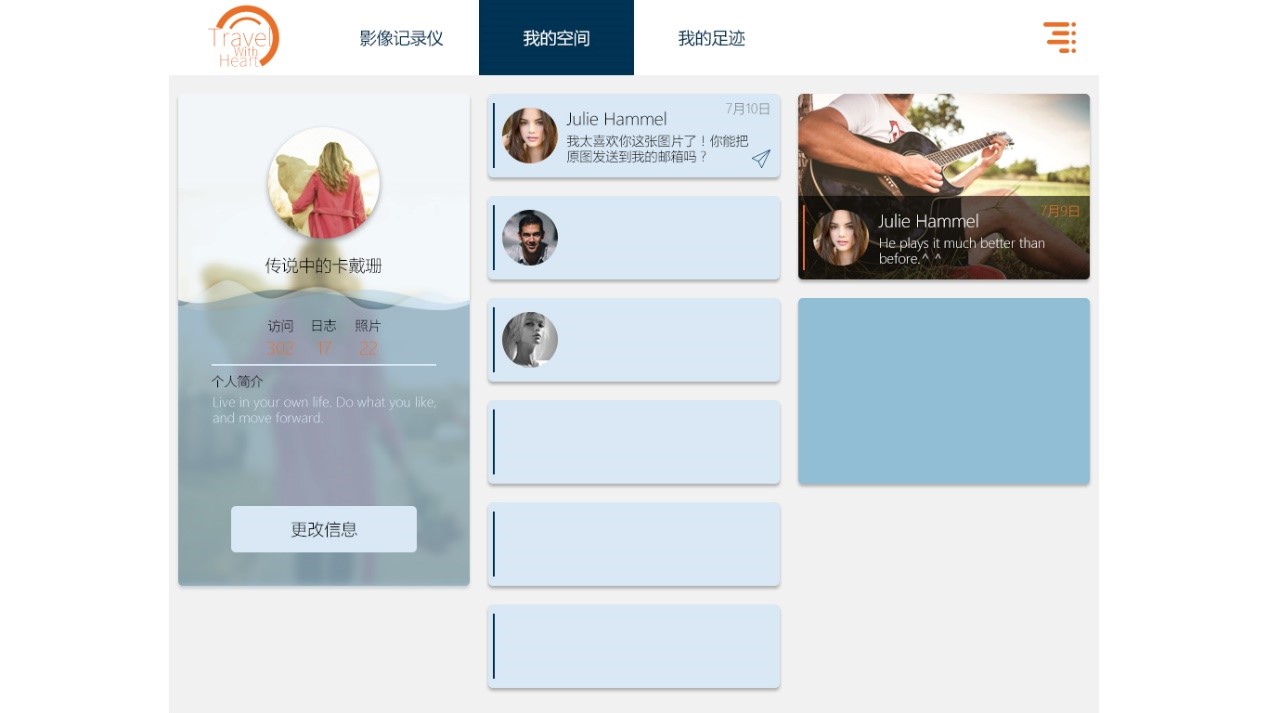 Travel
With
Heart
影像记录仪
我的空间
我的足迹
传说中的卡戴珊
访问 日志 照片
302 17 22
个人简介
Live in your own life. Do what you like,
and move forward.
更改信息
7月10日
Julie Hammel
我太喜欢你这张图片了！你能把
原图发送到我的邮箱吗？
7月9日
Julie Hammel
He plays it much better than
before.^ ^